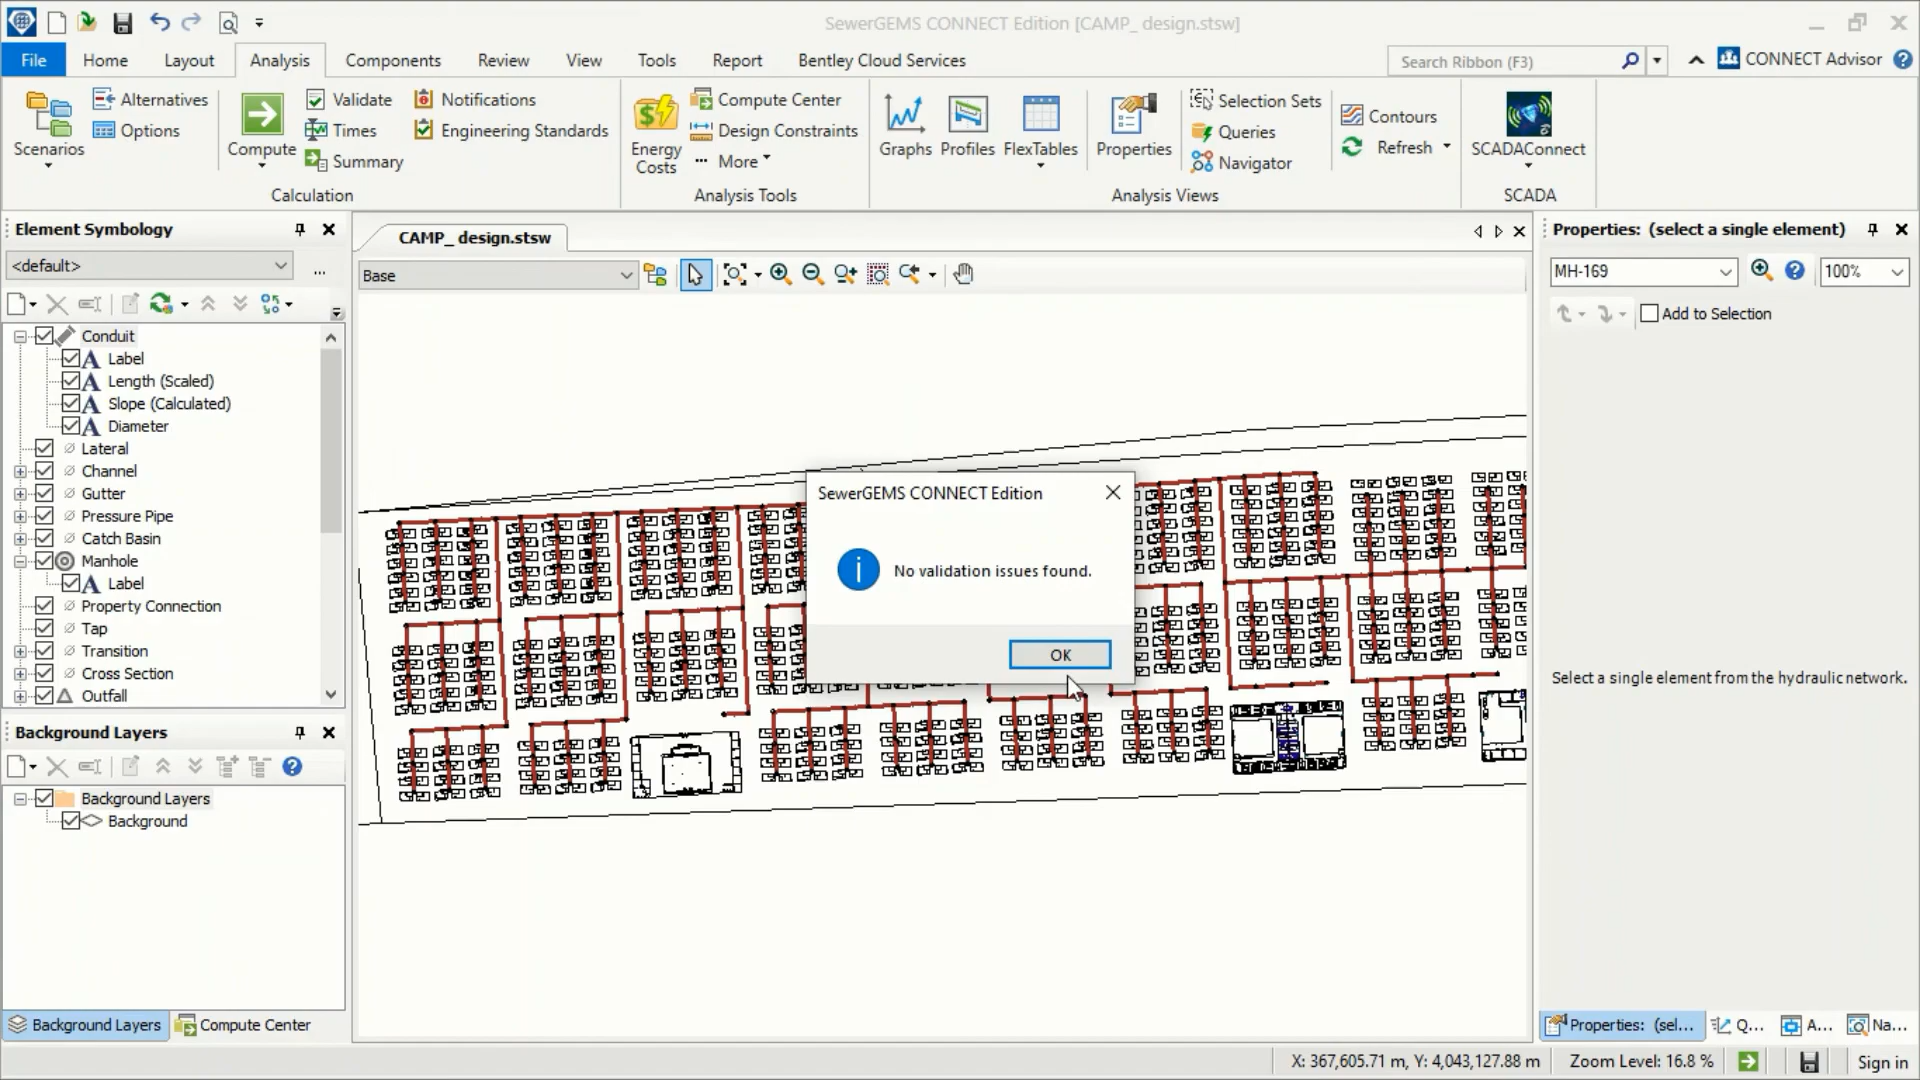 SewerGEMS CONNECT Edition [CAMP_ design.stsw]
File Home Layout Analysis Components Review View Tools Report Bentley Cloud Services Search Ribbon (F3) CONNECT Advisor
Scenarios
Alternatives
Options
Compute
Validate
Times
Summary
Notifications
Engineering Standards
Calculation
Energy
Costs
Compute Center
Design Constraints
More
Analysis Tools
Graphs
Profiles
FlexTables
Properties
Selection Sets
Queries
Navigator
Contours
Refresh
Analysis Views
SCADAConnect
SCADA
Element Symbology
<default>
...
Conduit
Label
Length (Scaled)
Slope (Calculated)
Diameter
Lateral
Channel
Gutter
Pressure Pipe
Catch Basin
Manhole
Label
Property Connection
Tap
Transition
Cross Section
Outfall
Background Layers
Background Layers
Background
Background Layers Compute Center
CAMP_ design.stsw
Base
SewerGEMS CONNECT Edition
No validation issues found.
OK
Properties: (select a single element)
MH-169
100%
Add to Selection
Select a single element from the hydraulic network.
Properties: (sel... Q... A... Na...
X: 367,605.71 m, Y: 4,043,127.88 m Zoom Level: 16.8 % Sign in